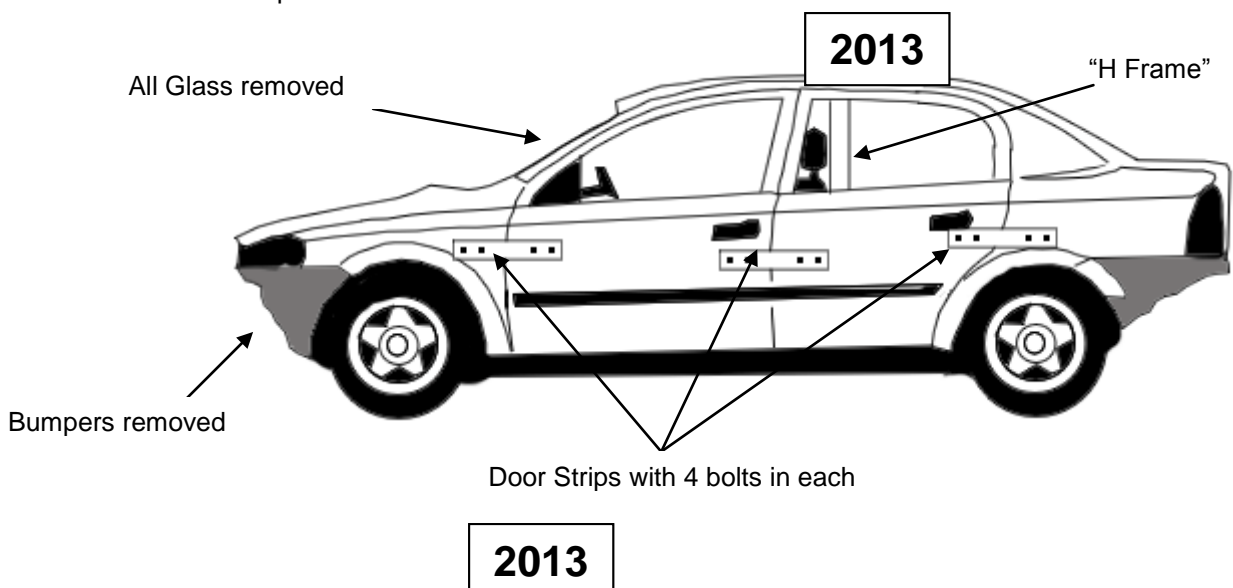 2013
"H Frame"
All Glass removed
Bumpers removed
Door Strips with 4 bolts in each
2013